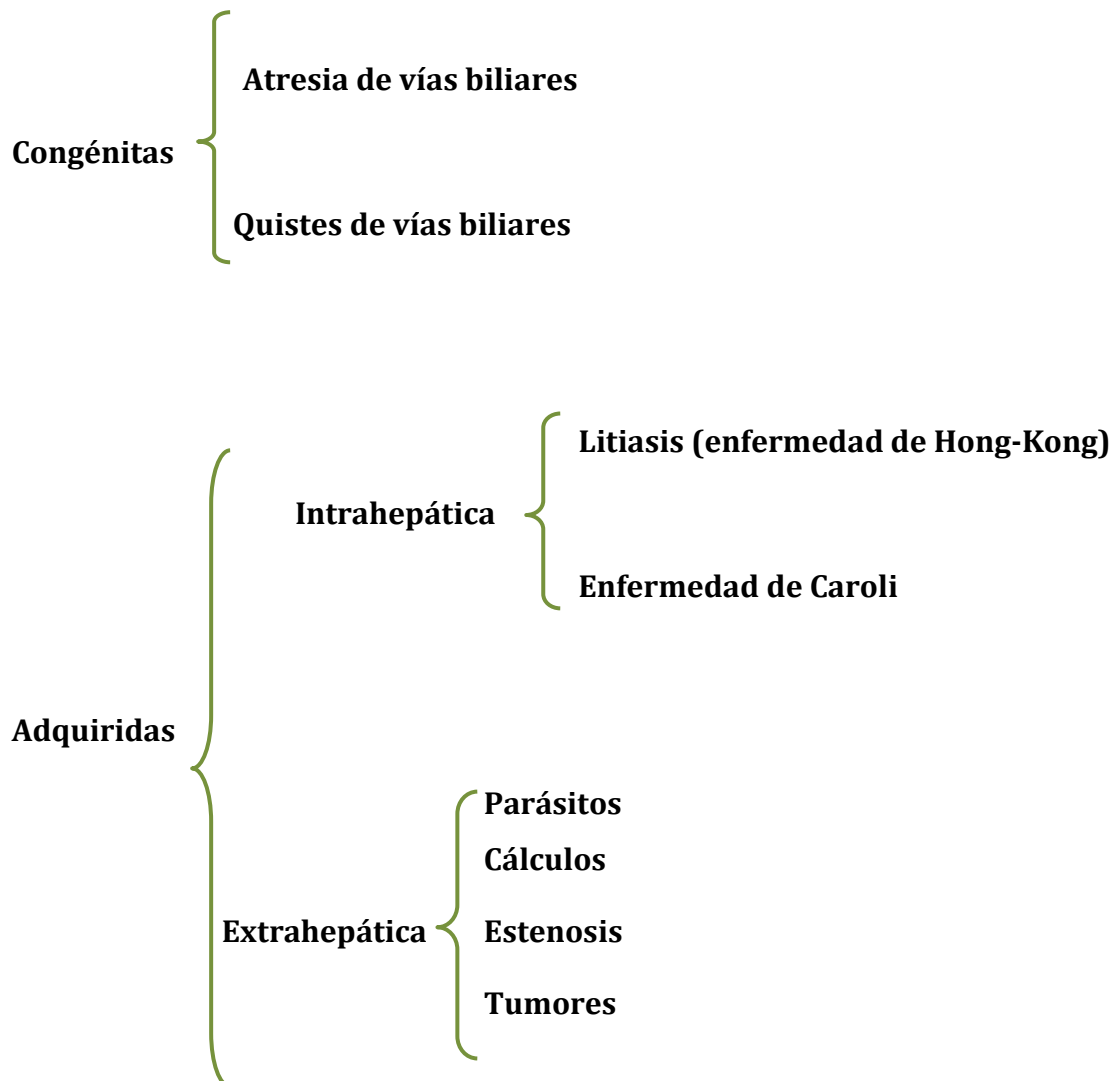 Congénitas
Atresia de vías biliares
Quistes de vías biliares
Adquiridas
Intrahepática
Litiasis (enfermedad de Hong-Kong)
Enfermedad de Caroli
Extrahepática
Parásitos
Cálculos
Estenosis
Tumores